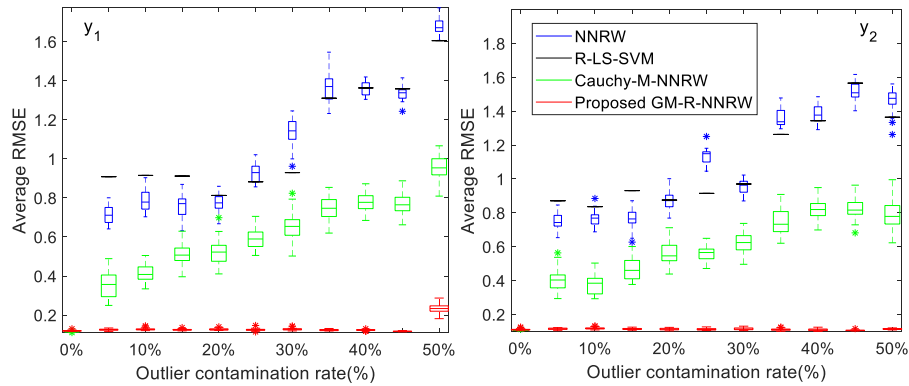 y1
Average RMSE
1.6
1.4
1.2
1
0.8
0.6
0.4
0.2
0% 10% 20% 30% 40% 50%
Outlier contamination rate(%)
y2
NNRW
R-LS-SVM
Cauchy-M-NNRW
Proposed GM-R-NNRW
Average RMSE
1.8
1.6
1.4
1.2
1
0.8
0.6
0.4
0.2
0% 10% 20% 30% 40% 50%
Outlier contamination rate(%)